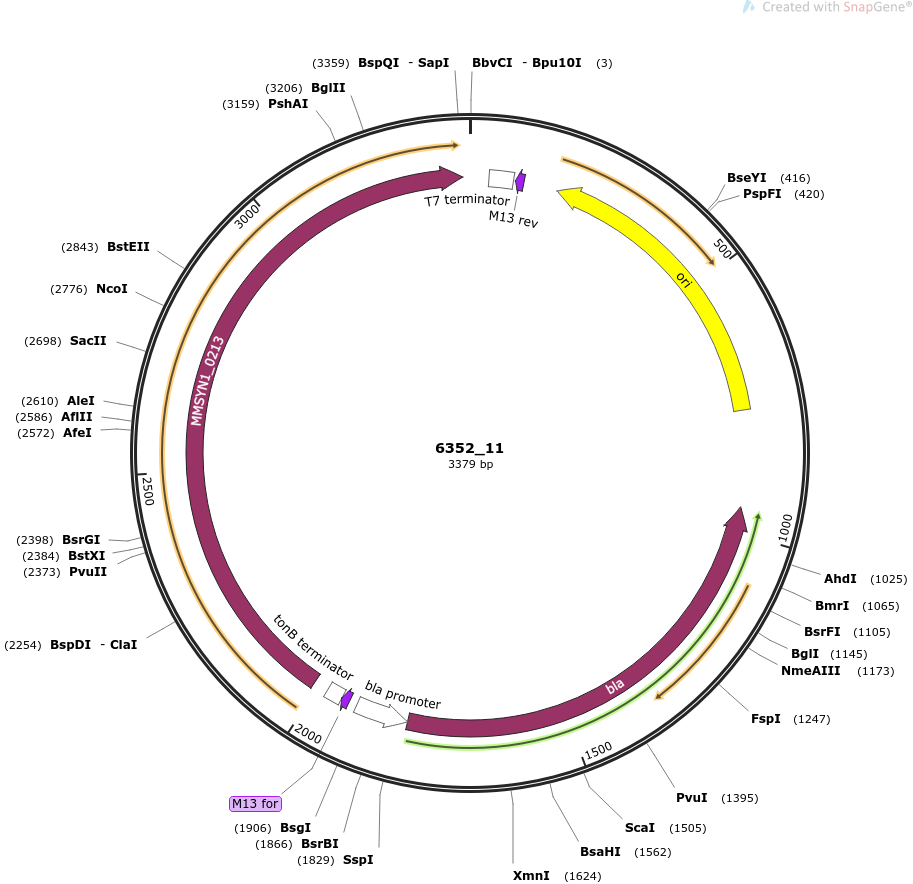 Created with SnapGene®
(3359) BspQI - SapI
BbvCI - Bpu10I (3)
(3206) BglII
(3159) PshAI
T7 terminator
M13 rev
BseYI (416)
PspFI (420)
500
ori
3000
(2843) BstEII
(2776) NcoI
(2698) SacII
MMSYN1_0213
(2610) AleI
(2586) AflII
(2572) AfeI
6352_11
3379 bp
2500
1000
(2398) BsrGI
(2384) BstXI
(2373) PvuII
AhdI (1025)
BmrI (1065)
BsrFI (1105)
BglI (1145)
NmeAIII (1173)
(2254) BspDI - ClaI
tonB terminator
bla promoter
bla
FspI (1247)
2000
1500
M13 for
PvuI (1395)
(1906) BsgI
(1866) BsrBI
(1829) SspI
ScaI (1505)
BsaHI (1562)
XmnI (1624)